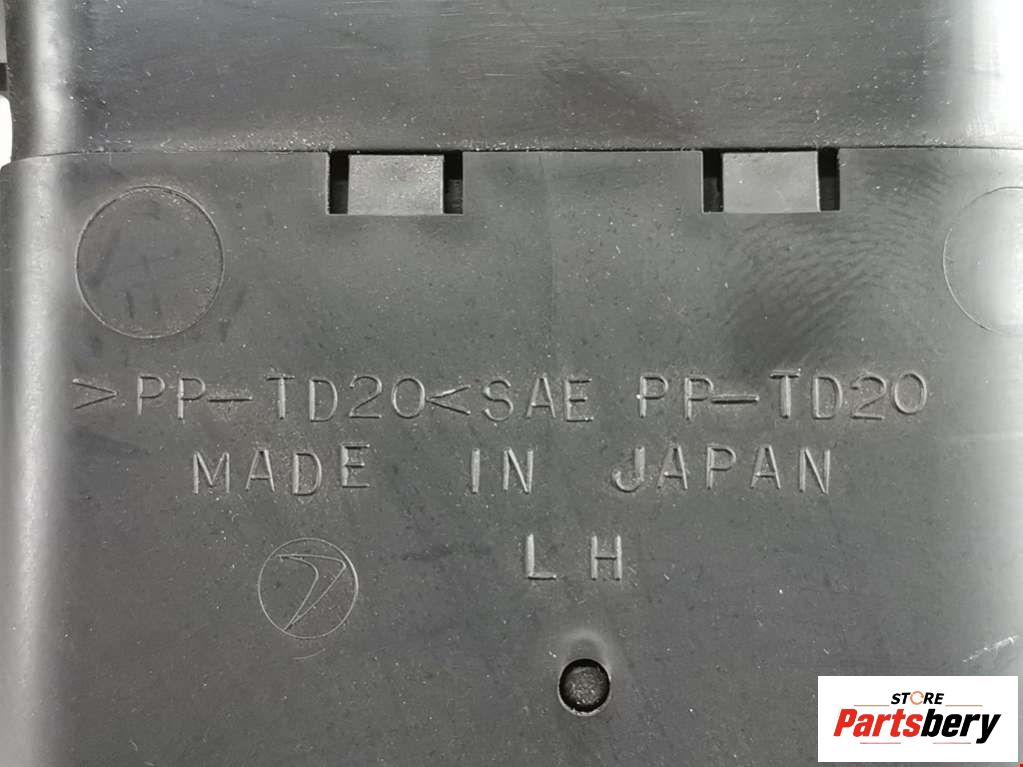 >PP-TD20<SAE PP-TD20
MADE IN JAPAN
LH
STORE
Partsbery